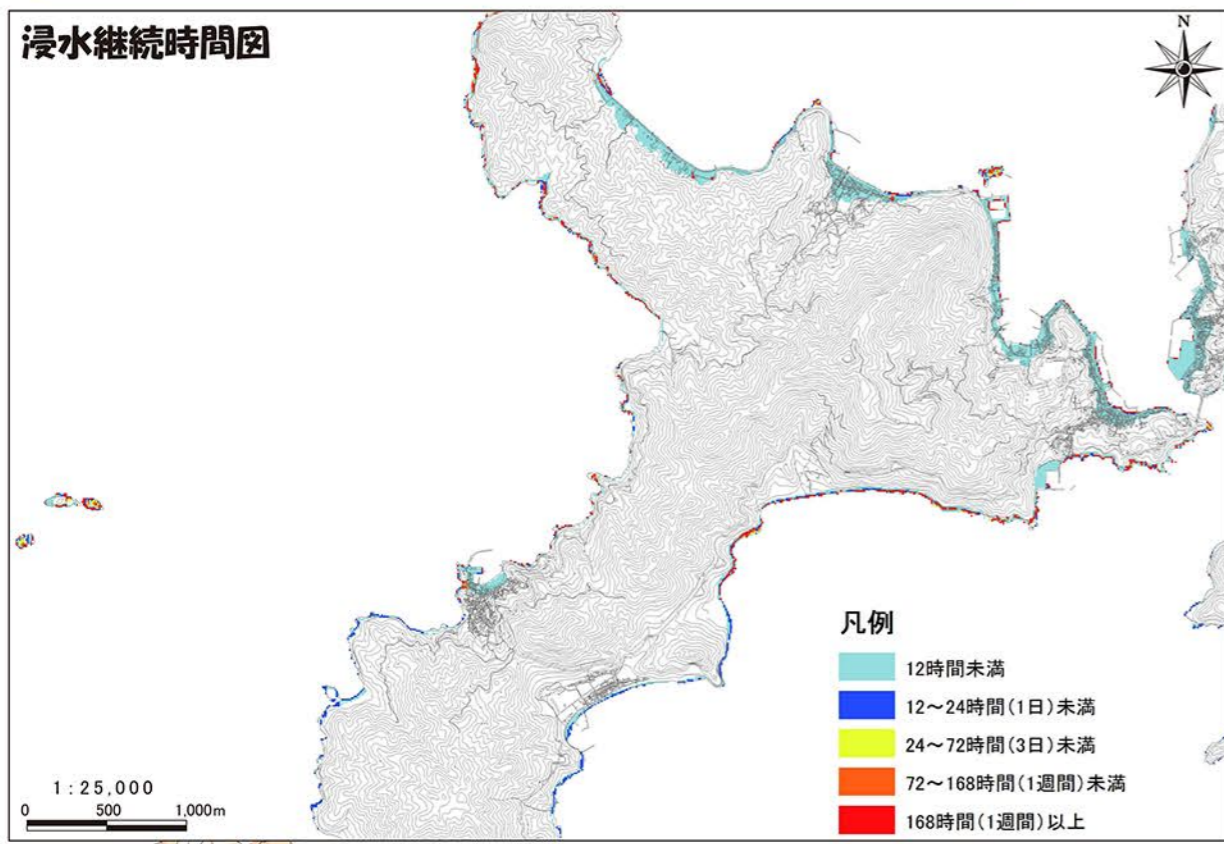 浸水継続時間図
N
凡例
12時間未満
12～24時間(1日)未満
24～72時間(3日)未満
72～168時間(1週間)未満
168時間(1週間)以上
1:25,000
0 500 1,000m